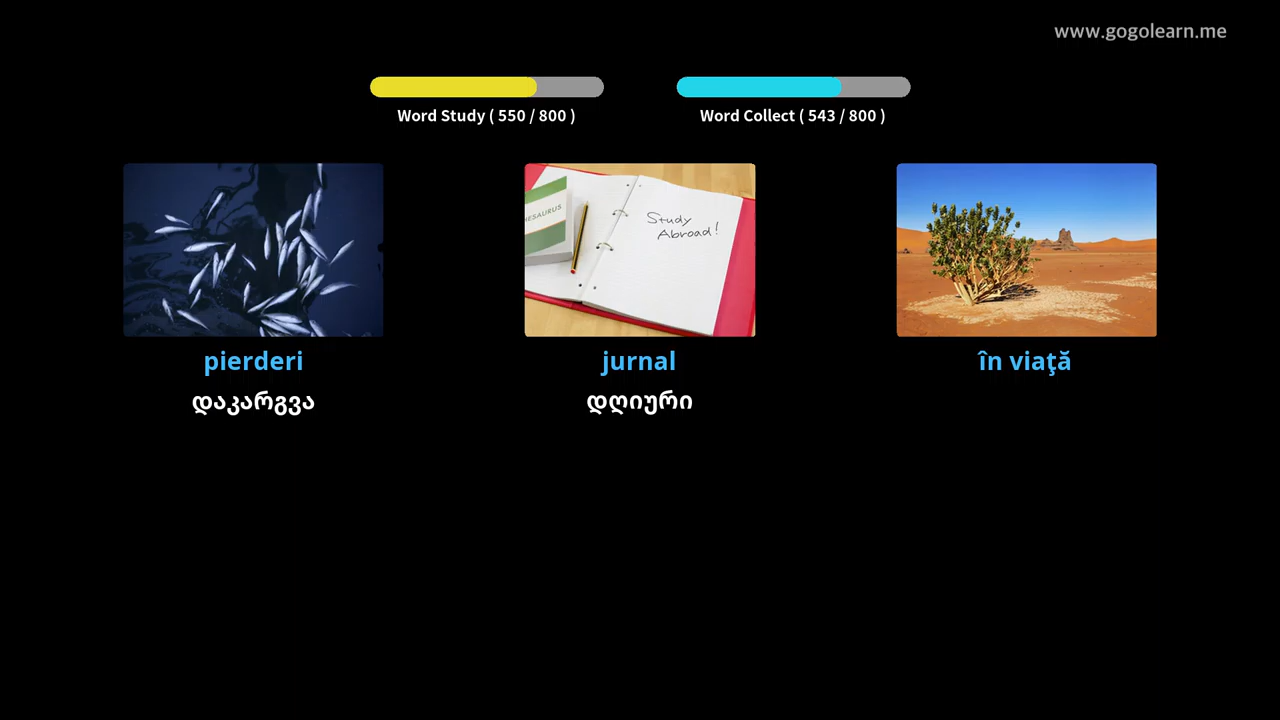 www.gogolearn.me
Word Study ( 550 / 800 )
Word Collect ( 543 / 800 )
HESAURUS
Study
Abroad!
pierderi
jurnal
în viaţă
დაკარგვა
დღიური